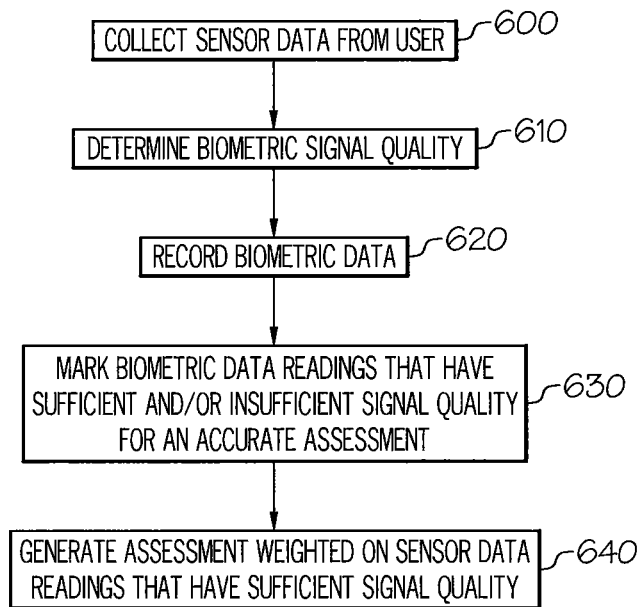 COLLECT SENSOR DATA FROM USER
600
DETERMINE BIOMETRIC SIGNAL QUALITY
610
RECORD BIOMETRIC DATA
620
MARK BIOMETRIC DATA READINGS THAT HAVE
SUFFICIENT AND/OR INSUFFICIENT SIGNAL QUALITY
FOR AN ACCURATE ASSESSMENT
630
GENERATE ASSESSMENT WEIGHTED ON SENSOR DATA
READINGS THAT HAVE SUFFICIENT SIGNAL QUALITY
640